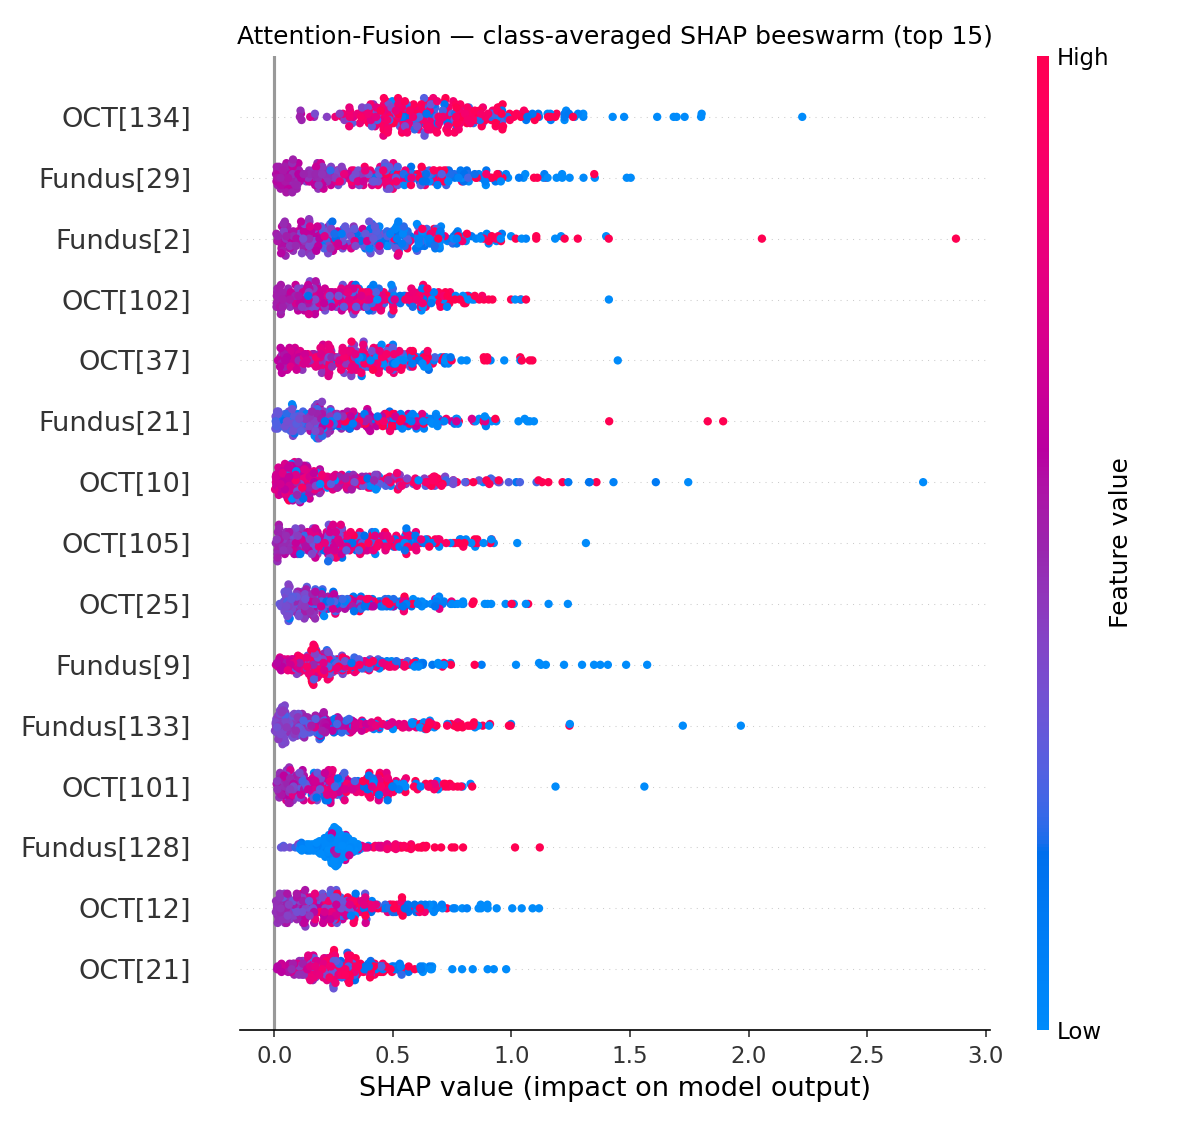 Attention-Fusion — class-averaged SHAP beeswarm (top 15)
High
OCT[134]
Fundus[29]
Fundus[2]
OCT[102]
OCT[37]
Fundus[21]
OCT[10]
OCT[105]
OCT[25]
Fundus[9]
Fundus[133]
OCT[101]
Fundus[128]
OCT[12]
OCT[21]
Feature value
Low
0.0 0.5 1.0 1.5 2.0 2.5 3.0
SHAP value (impact on model output)